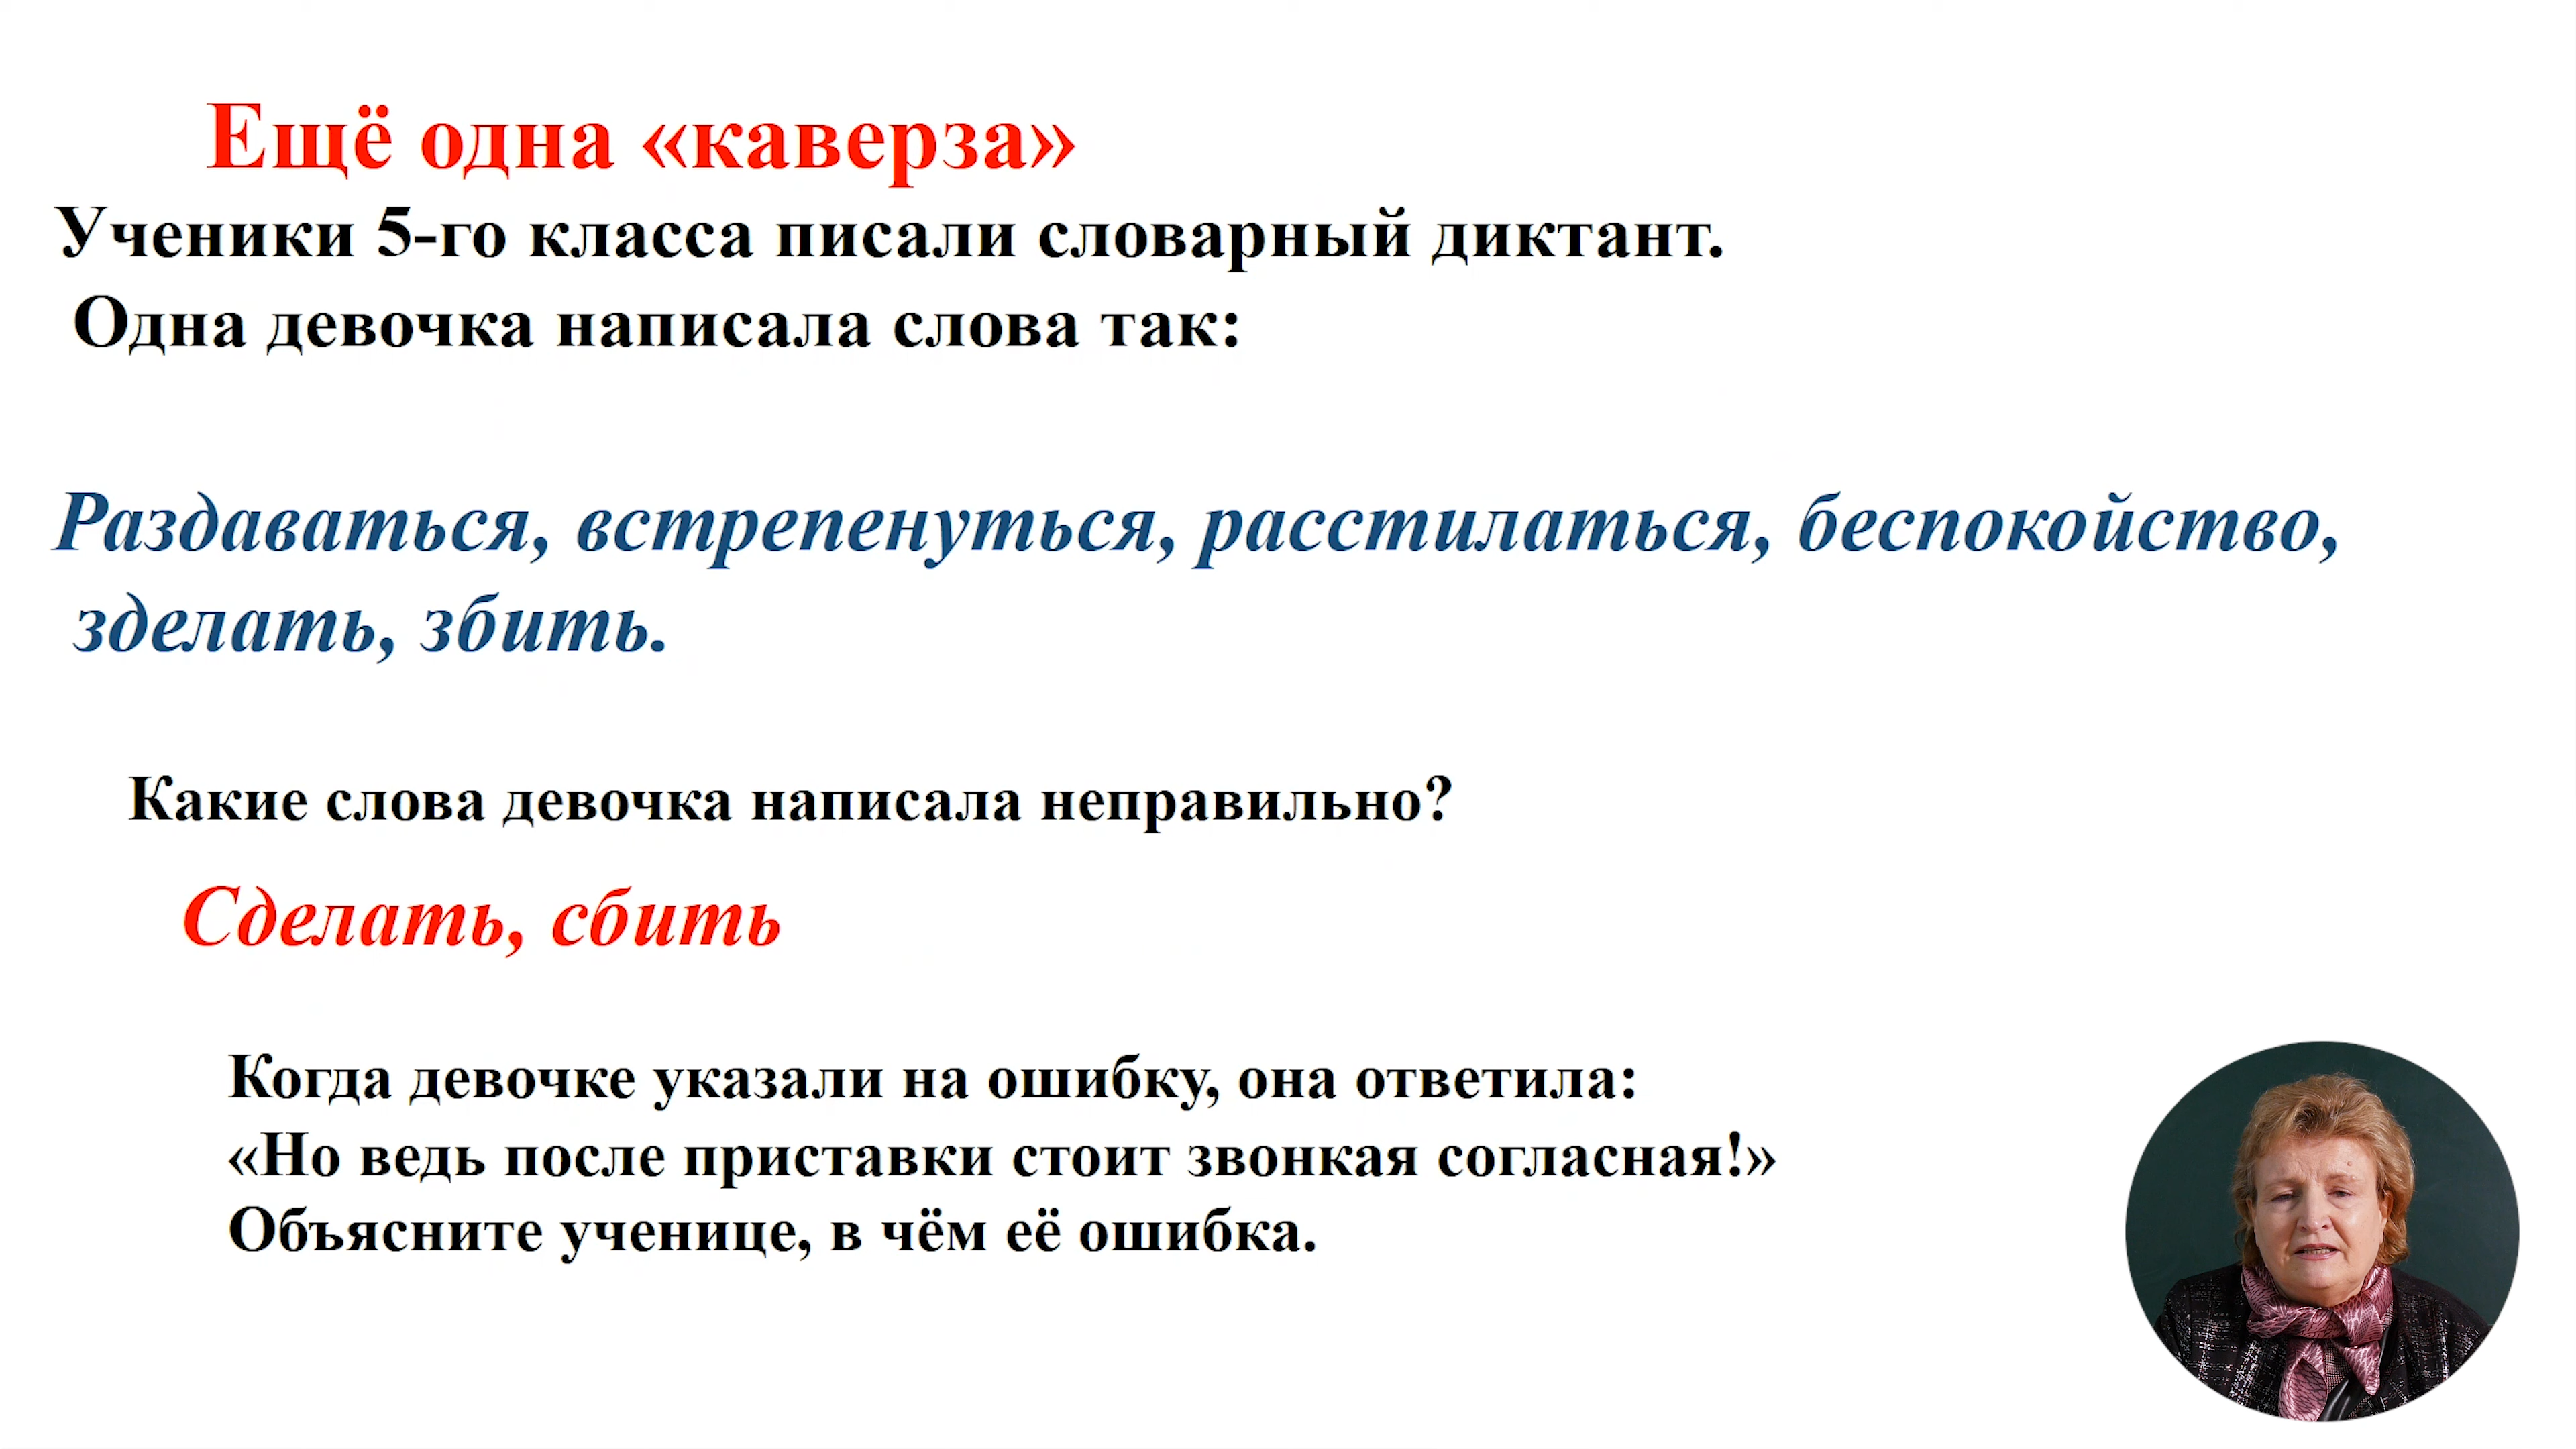 Ещё одна «каверза»
Ученики 5-го класса писали словарный диктант.
Одна девочка написала слова так:
Раздаваться, встрепенуться, расстилаться, беспокойство,
зделать, збить.
Какие слова девочка написала неправильно?
Сделать, сбить
Когда девочке указали на ошибку, она ответила:
«Но ведь после приставки стоит звонкая согласная!»
Объясните ученице, в чём её ошибка.